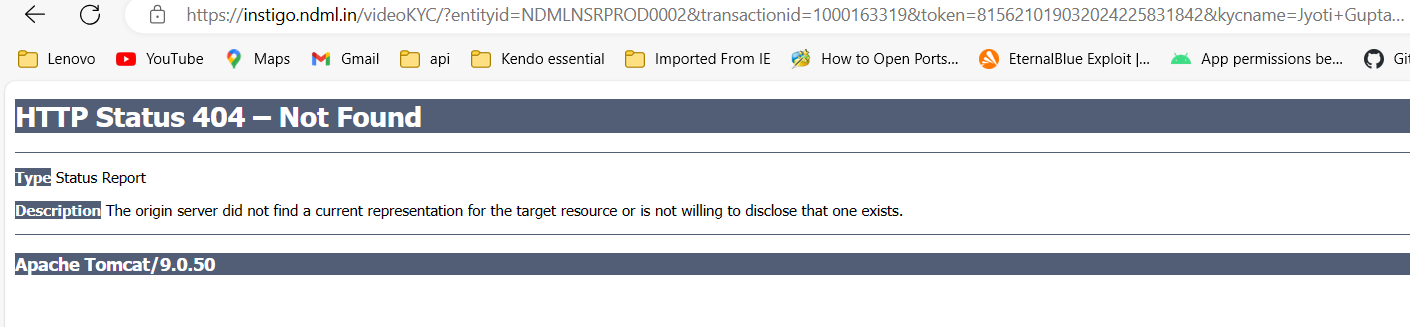 https://instigo.ndml.in/videoKYC/?entityid=NDMLNSRPROD0002&transactionid=1000163319&token=815621019032024225831842&kycname=Jyoti+Gupta...
Lenovo YouTube Maps Gmail api Kendo essential Imported From IE How to Open Ports... EternalBlue Exploit |... App permissions be... Git
HTTP Status 404 – Not Found
Type Status Report
Description The origin server did not find a current representation for the target resource or is not willing to disclose that one exists.
Apache Tomcat/9.0.50